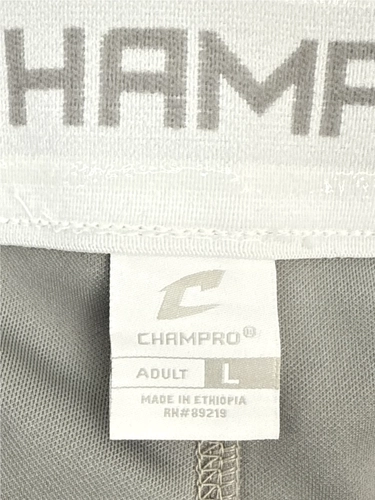 HAMP
CHAMPRO®
ADULT L
MADE IN ETHIOPIA
RN#89219